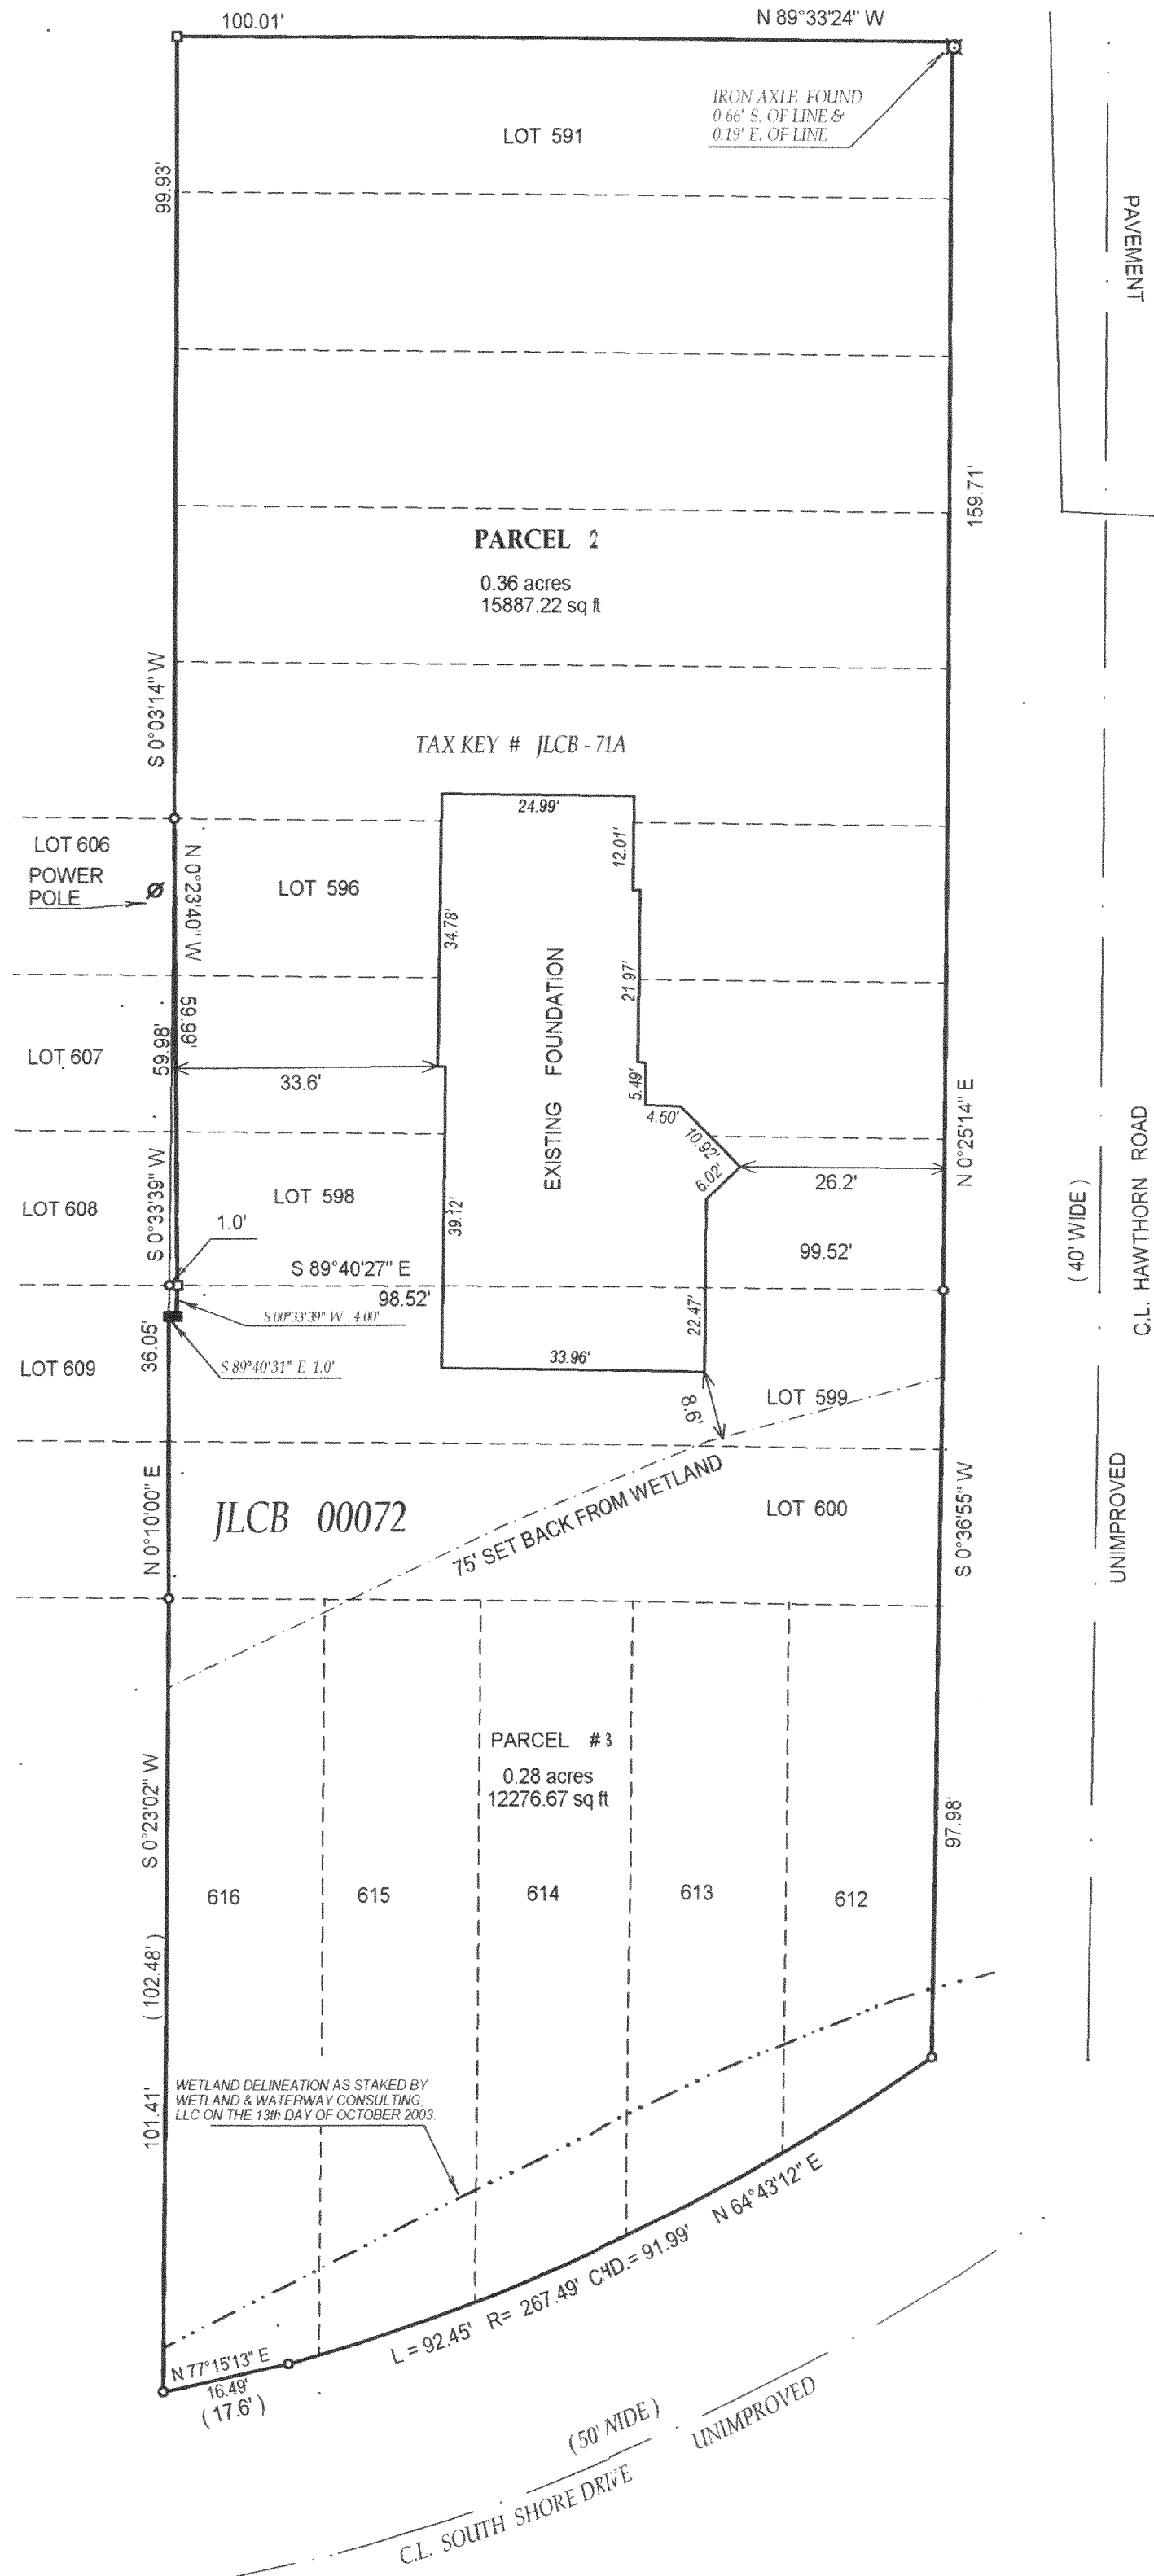 100.01'
N 89°33'24" W
IRON AXLE FOUND
0.66' S. OF LINE &
0.19' E. OF LINE
LOT 591
99.93'
PAVEMENT
159.71'
PARCEL 2
0.36 acres
15887.22 sq ft
S 0°03'14" W
TAX KEY # JLCB - 71A
24.99'
12.01'
LOT 606
POWER
POLE
N 0°23'40" W
LOT 596
34.78'
21.97'
EXISTING FOUNDATION
59.99'
59.98'
LOT 607
33.6'
5.49'
4.50'
10.92'
6.02'
26.2'
N 0°25'14" E
C.L. HAWTHORN ROAD
( 40' WIDE )
S 0°33'39" W
LOT 608
LOT 598
39.12'
1.0'
99.52'
S 89°40'27" E
98.52'
S 00°33'39" W 4.00'
22.47'
36.05'
LOT 609
S 89°40'31" E 1.0'
33.96'
8.6'
LOT 599
N 0°10'00" E
JLCB 00072
75' SET BACK FROM WETLAND
LOT 600
S 0°36'55" W
UNIMPROVED
PARCEL #3
0.28 acres
12276.67 sq ft
S 0°23'02" W
97.98'
616
615
614
613
612
( 102.48' )
WETLAND DELINEATION AS STAKED BY
WETLAND & WATERWAY CONSULTING,
LLC ON THE 13th DAY OF OCTOBER 2003.
101.41'
N 64°43'12" E
L = 92.45' R= 267.49' CHD.= 91.99'
N 77°15'13" E
16.49'
( 17.6' )
( 50' WIDE )
UNIMPROVED
C.L. SOUTH SHORE DRIVE